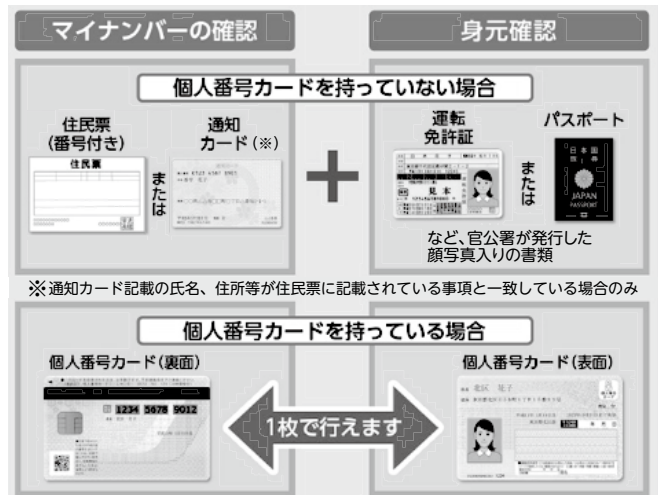 マイナンバーの確認
身元確認
個人番号カードを持っていない場合
住民票
(番号付き)
住民票
または
通知
カード(※)
運転
免許証
見本
または
パスポート
日本国
旅券
JAPAN
PASSPORT
など、官公署が発行した
顔写真入りの書類
※通知カード記載の氏名、住所等が住民票に記載されている事項と一致している場合のみ
個人番号カードを持っている場合
個人番号カード(裏面)
1234 5678 9012
1枚で行えます
個人番号カード(表面)